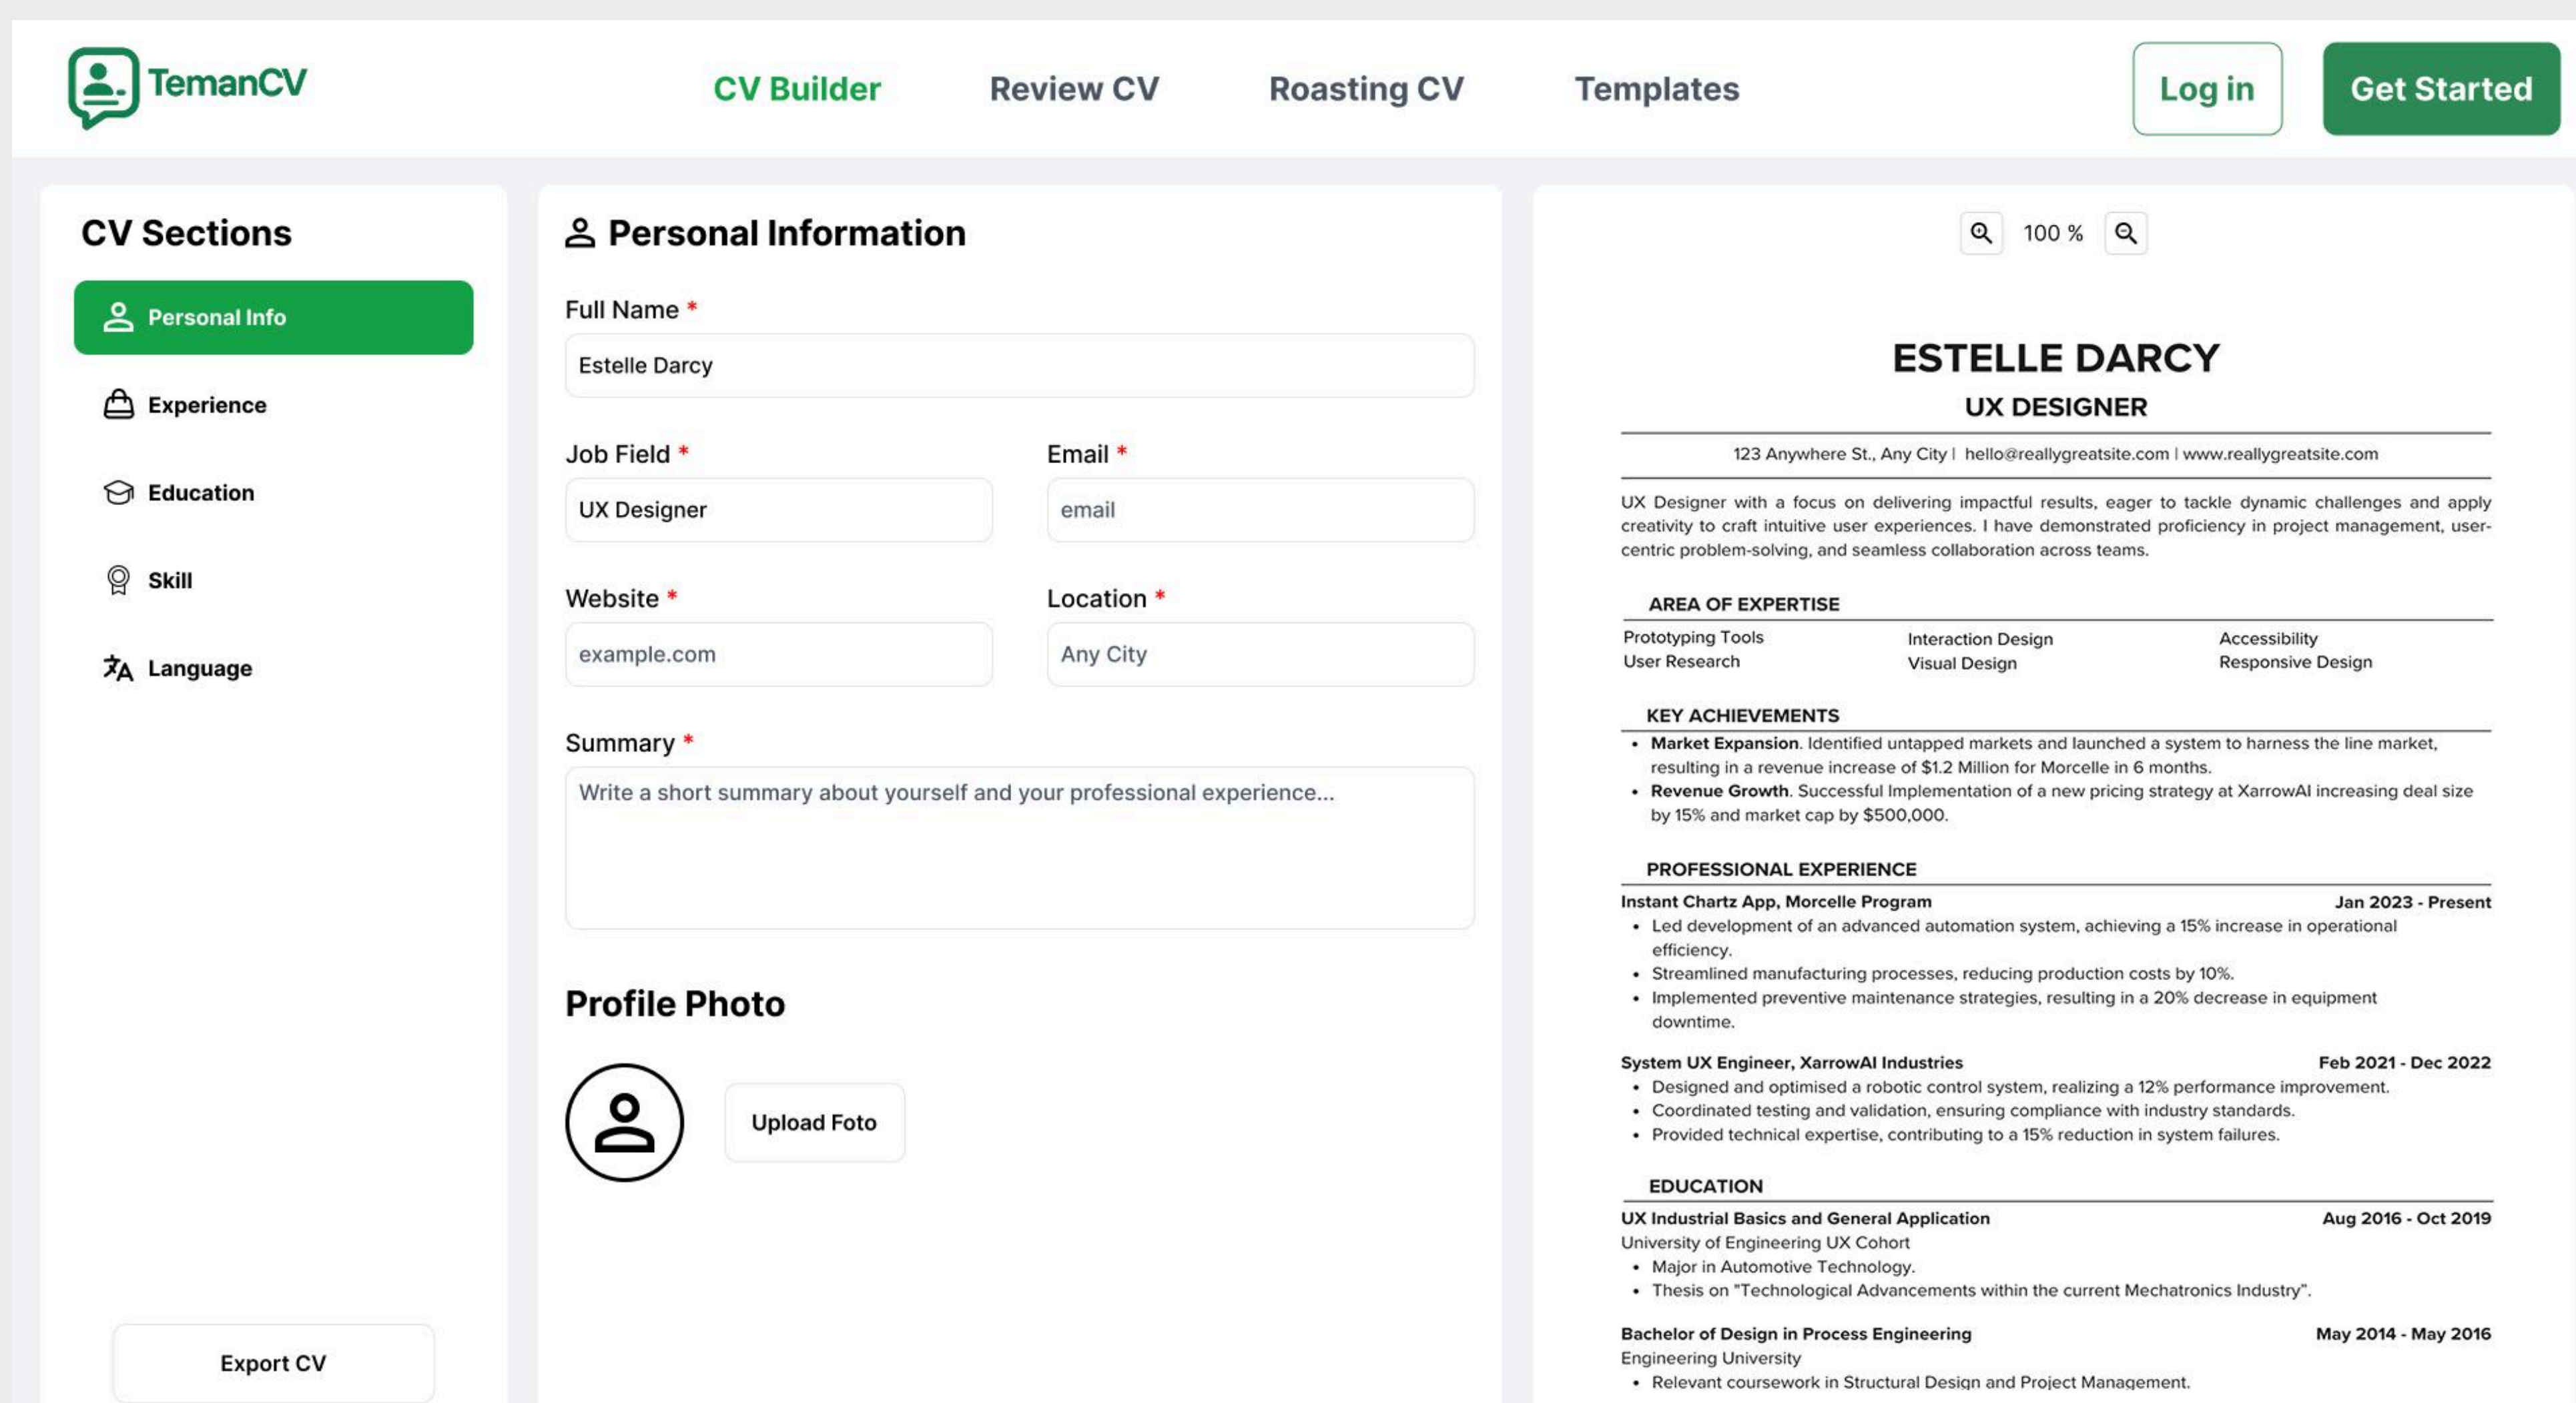 TemanCV
CV Builder
Review CV
Roasting CV
Templates
Log in
Get Started
CV Sections
Personal Info
Experience
Education
Skill
Language
Export CV
Personal Information
Full Name *
Estelle Darcy
Job Field *
Email *
UX Designer
email
Website *
Location *
example.com
Any City
Summary *
Write a short summary about yourself and your professional experience...
Profile Photo
Upload Foto
100 %
ESTELLE DARCY
UX DESIGNER
123 Anywhere St., Any City | hello@reallygreatsite.com | www.reallygreatsite.com
UX Designer with a focus on delivering impactful results, eager to tackle dynamic challenges and apply
creativity to craft intuitive user experiences. I have demonstrated proficiency in project management, user-
centric problem-solving, and seamless collaboration across teams.
AREA OF EXPERTISE
Prototyping Tools
Interaction Design
Accessibility
User Research
Visual Design
Responsive Design
KEY ACHIEVEMENTS
• Market Expansion. Identified untapped markets and launched a system to harness the line market,
resulting in a revenue increase of $1.2 Million for Morcelle in 6 months.
• Revenue Growth. Successful Implementation of a new pricing strategy at XarrowAI increasing deal size
by 15% and market cap by $500,000.
PROFESSIONAL EXPERIENCE
Instant Chartz App, Morcelle Program Jan 2023 - Present
• Led development of an advanced automation system, achieving a 15% increase in operational
efficiency.
• Streamlined manufacturing processes, reducing production costs by 10%.
• Implemented preventive maintenance strategies, resulting in a 20% decrease in equipment
downtime.
System UX Engineer, XarrowAI Industries Feb 2021 - Dec 2022
• Designed and optimised a robotic control system, realizing a 12% performance improvement.
• Coordinated testing and validation, ensuring compliance with industry standards.
• Provided technical expertise, contributing to a 15% reduction in system failures.
EDUCATION
UX Industrial Basics and General Application Aug 2016 - Oct 2019
University of Engineering UX Cohort
• Major in Automotive Technology.
• Thesis on "Technological Advancements within the current Mechatronics Industry".
Bachelor of Design in Process Engineering May 2014 - May 2016
Engineering University
• Relevant coursework in Structural Design and Project Management.